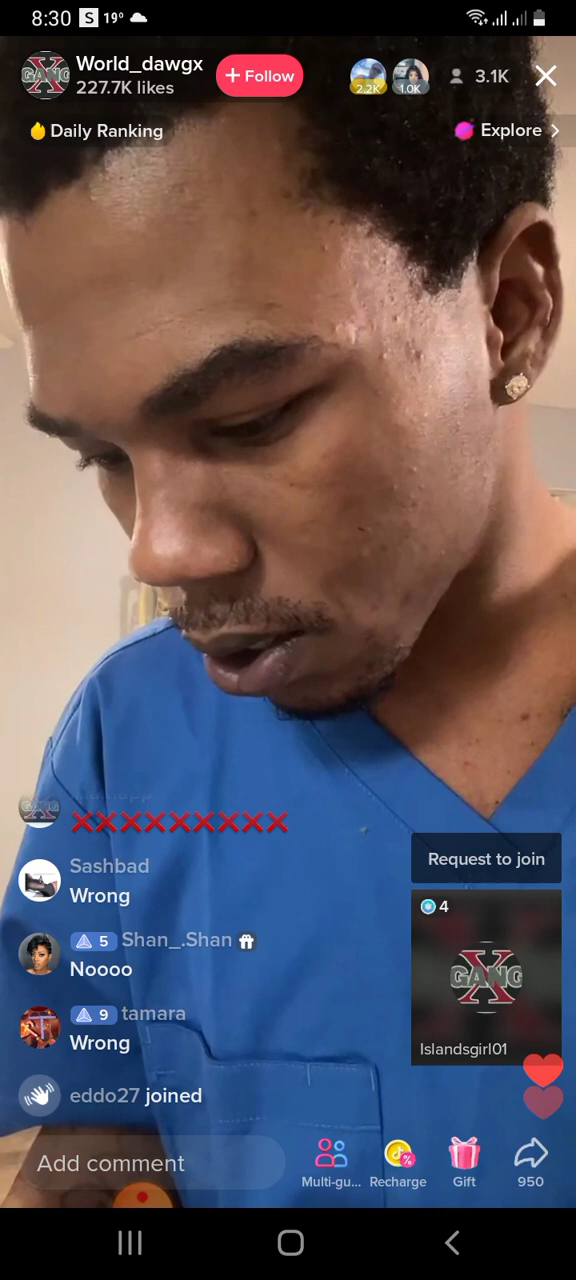 8:30 S 19°
World_dawgx
227.7K likes
+ Follow
2.2K
1.0K
3.1K
Daily Ranking
Explore
GANG X
Sashbad
Wrong
5 Shan_.Shan
Noooo
9 tamara
Wrong
eddo27 joined
Request to join
4
GANG X
Islandsgirl01
Add comment
Multi-gu...
Recharge
Gift
950